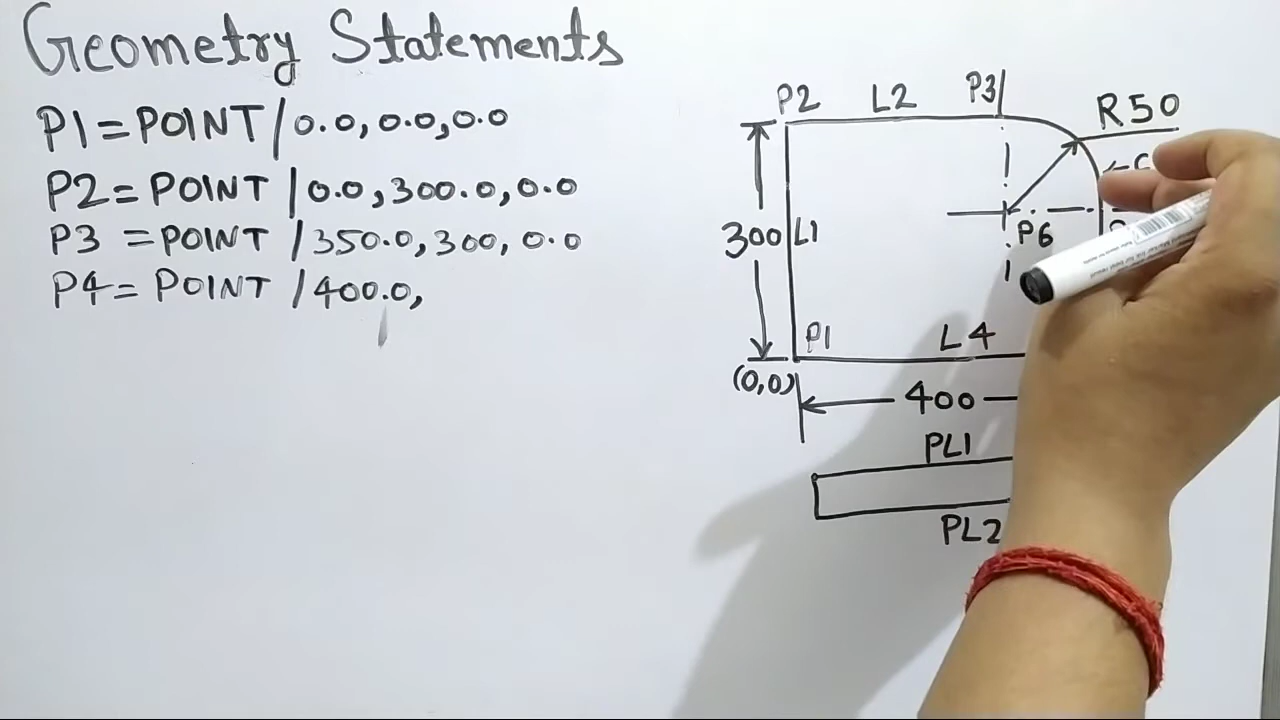 Geometry Statements
P1=POINT/0.0,0.0,0.0
P2=POINT/0.0,300.0,0.0
P3=POINT/350.0,300,0.0
P4=POINT/400.0,
P2 L2 P3
R50
C
300 L1
P6
P1 L4
(0,0)
400
PL1
PL2